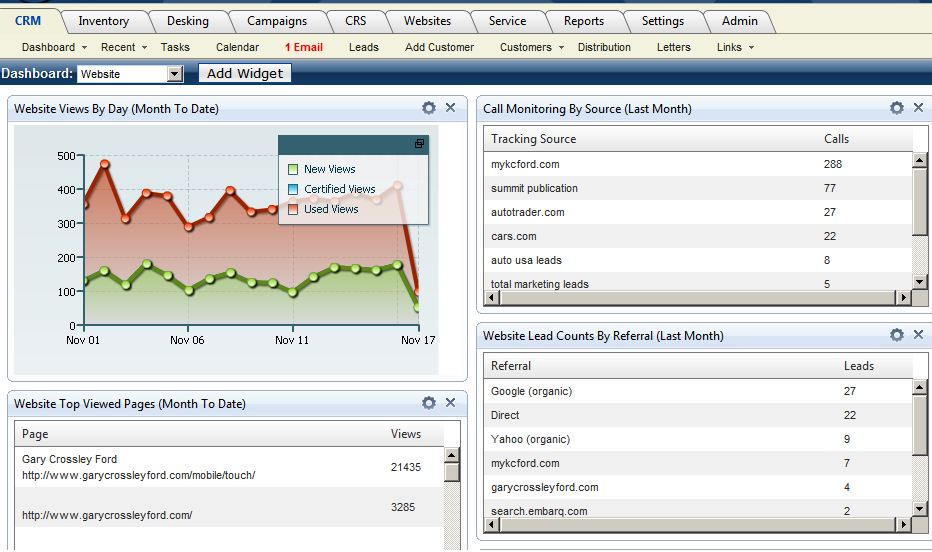 CRM Inventory Desking Campaigns CRS Websites Service Reports Settings Admin
Dashboard Recent Tasks Calendar 1 Email Leads Add Customer Customers Distribution Letters Links
Dashboard: Website Add Widget
Website Views By Day (Month To Date)
New Views
Certified Views
Used Views
500
400
300
200
100
0
Nov 01 Nov 06 Nov 11 Nov 17
Website Top Viewed Pages (Month To Date)
Page Views
Gary Crossley Ford
http://www.garycrossleyford.com/mobile/touch/ 21435
http://www.garycrossleyford.com/ 3285
Call Monitoring By Source (Last Month)
Tracking Source Calls
mykcford.com 288
summit publication 77
autotrader.com 27
cars.com 22
auto usa leads 8
total marketing leads 5
Website Lead Counts By Referral (Last Month)
Referral Leads
Google (organic) 27
Direct 22
Yahoo (organic) 9
mykcford.com 7
garycrossleyford.com 4
search.embarq.com 2